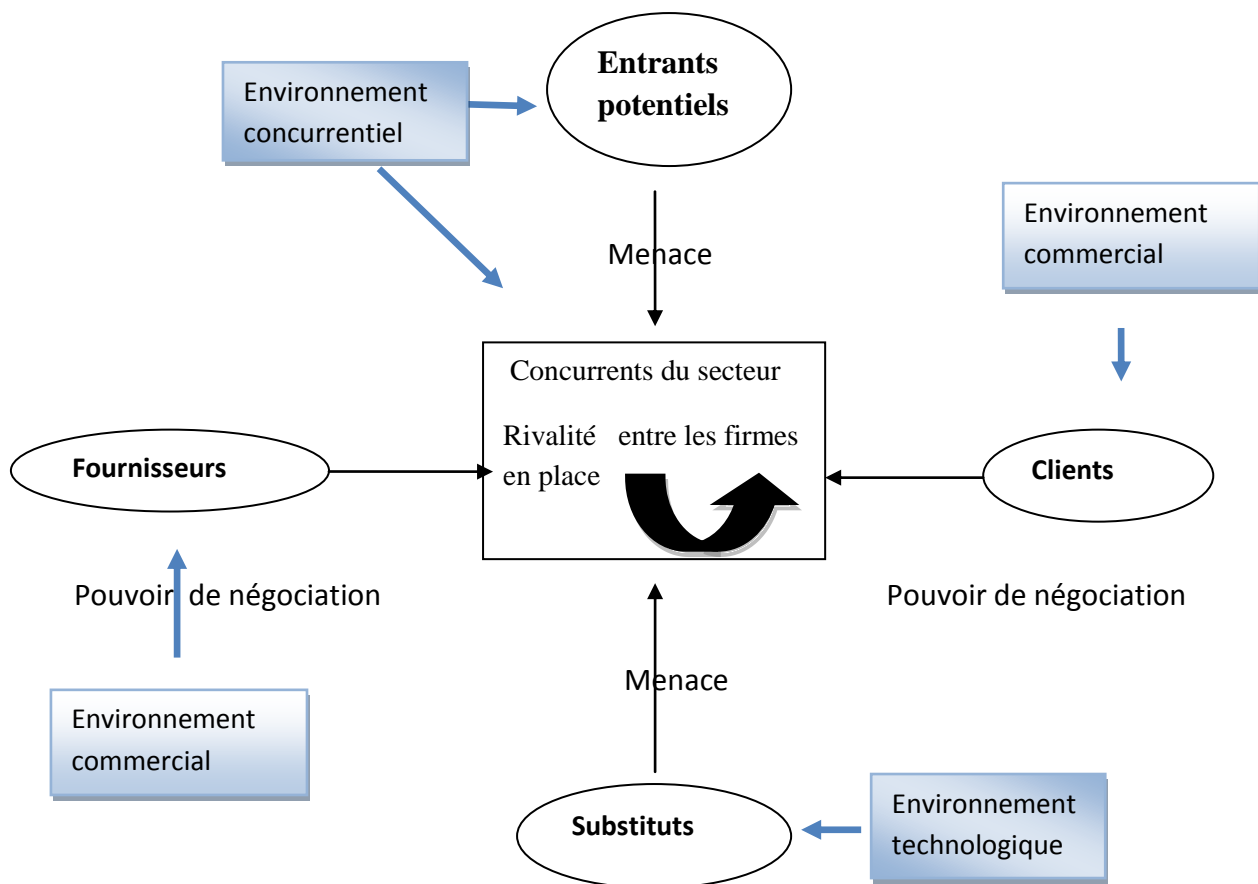 Entrants
potentiels
Environnement
concurrentiel
Environnement
commercial
Menace
Concurrents du secteur
Rivalité entre les firmes
en place
Fournisseurs
Clients
Pouvoir de négociation
Pouvoir de négociation
Menace
Environnement
commercial
Substituts
Environnement
technologique